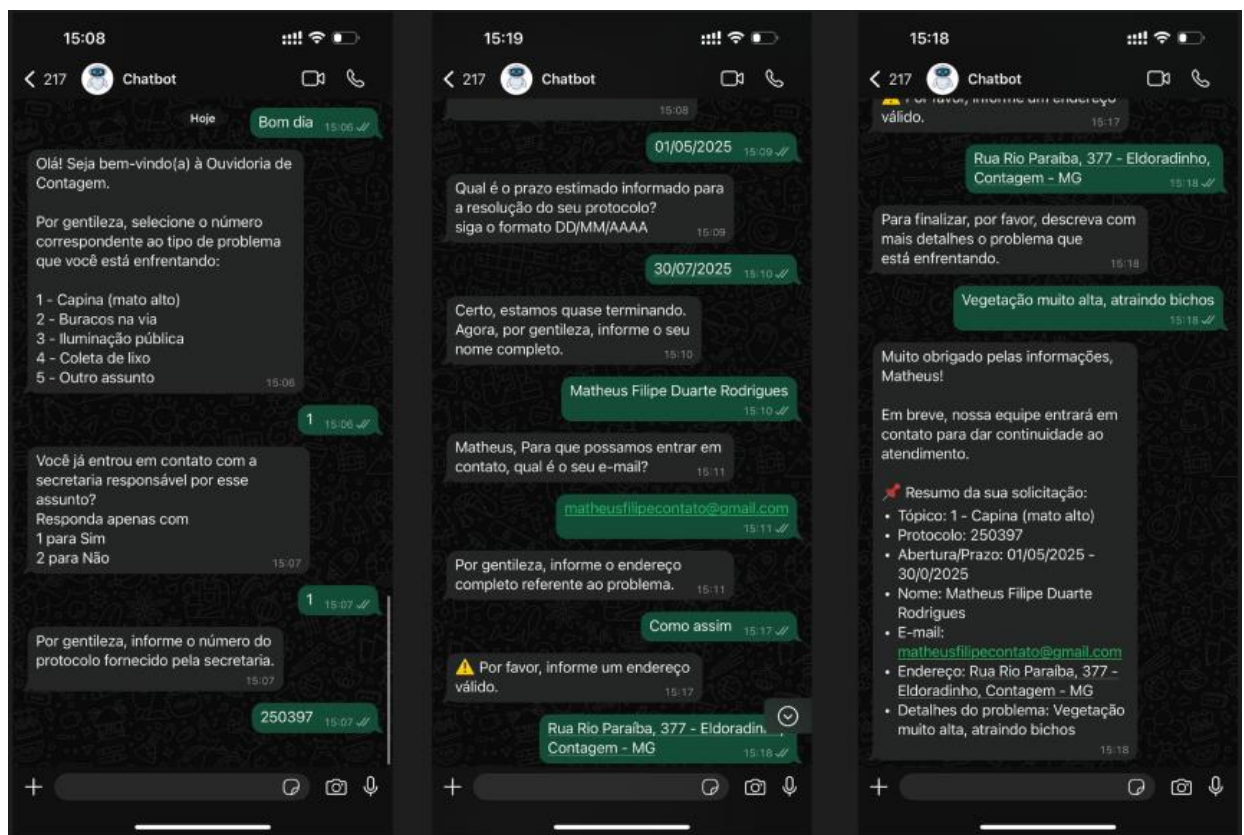 15:08
217 Chatbot
Hoje
Bom dia 15:06
Olá! Seja bem-vindo(a) à Ouvidoria de
Contagem.
Por gentileza, selecione o número
correspondente ao tipo de problema
que você está enfrentando:
1 - Capina (mato alto)
2 - Buracos na via
3 - Iluminação pública
4 - Coleta de lixo
5 - Outro assunto 15:06
1 15:06
Você já entrou em contato com a
secretaria responsável por esse
assunto?
Responda apenas com
1 para Sim
2 para Não 15:07
1 15:07
Por gentileza, informe o número do
protocolo fornecido pela secretaria.
15:07
250397 15:07
15:19
217 Chatbot
15:08
01/05/2025 15:09
Qual é o prazo estimado informado para
a resolução do seu protocolo?
siga o formato DD/MM/AAAA 15:09
30/07/2025 15:10
Certo, estamos quase terminando.
Agora, por gentileza, informe o seu
nome completo. 15:10
Matheus Filipe Duarte Rodrigues
15:10
Matheus, Para que possamos entrar em
contato, qual é o seu e-mail? 15:11
matheusfilipecontato@gmail.com
15:11
Por gentileza, informe o endereço
completo referente ao problema. 15:11
Como assim 15:17
Por favor, informe um endereço
válido. 15:17
Rua Rio Paraíba, 377 - Eldoradin
Contagem - MG 15:18
15:18
217 Chatbot
Por favor, informe um endereço
válido. 15:17
Rua Rio Paraíba, 377 - Eldoradinho,
Contagem - MG 15:18
Para finalizar, por favor, descreva com
mais detalhes o problema que
está enfrentando. 15:18
Vegetação muito alta, atraindo bichos
15:18
Muito obrigado pelas informações,
Matheus!
Em breve, nossa equipe entrará em
contato para dar continuidade ao
atendimento.
Resumo da sua solicitação:
• Tópico: 1 - Capina (mato alto)
• Protocolo: 250397
• Abertura/Prazo: 01/05/2025 -
30/0/2025
• Nome: Matheus Filipe Duarte
Rodrigues
• E-mail:
matheusfilipecontato@gmail.com
• Endereço: Rua Rio Paraíba, 377 -
Eldoradinho, Contagem - MG
• Detalhes do problema: Vegetação
muito alta, atraindo bichos
15:18